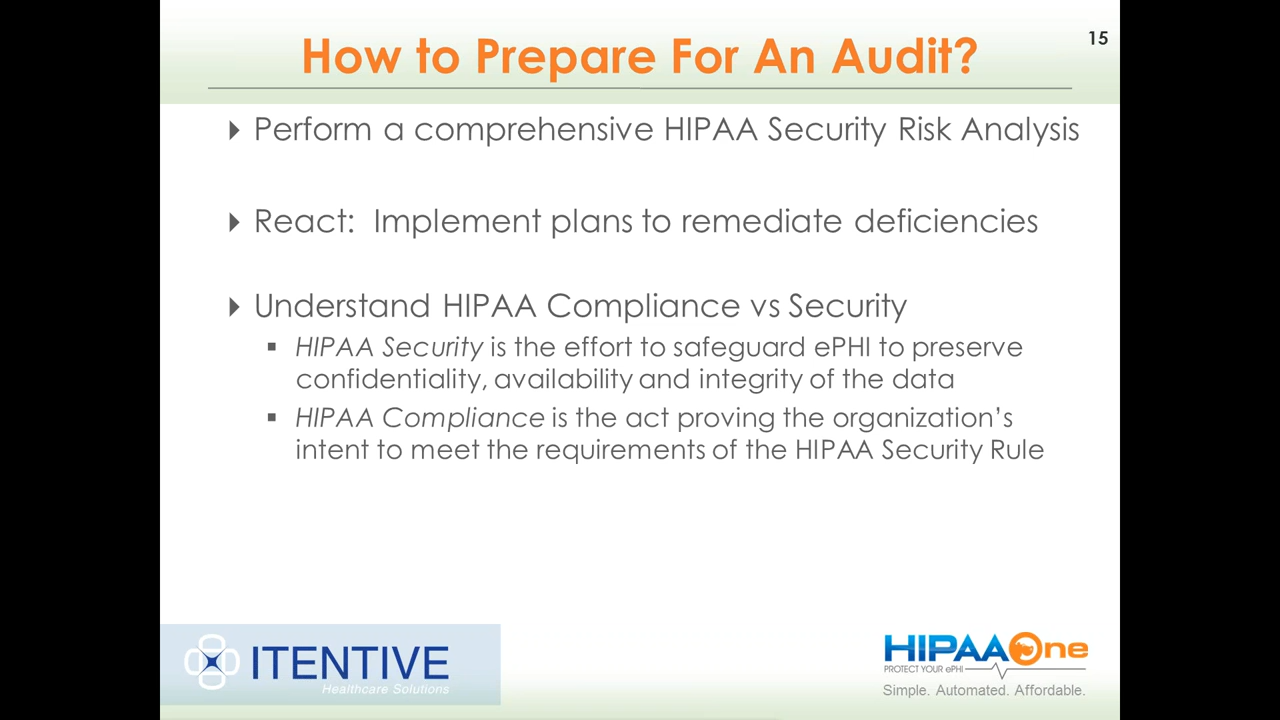 How to Prepare For An Audit?
15
Perform a comprehensive HIPAA Security Risk Analysis
React:  Implement plans to remediate deficiencies
Understand HIPAA Compliance vs Security
HIPAA Security is the effort to safeguard ePHI to preserve
confidentiality, availability and integrity of the data
HIPAA Compliance is the act proving the organization's
intent to meet the requirements of the HIPAA Security Rule
ITENTIVE
Healthcare Solutions
HIPAAOne
PROTECT YOUR ePHI
Simple. Automated. Affordable.